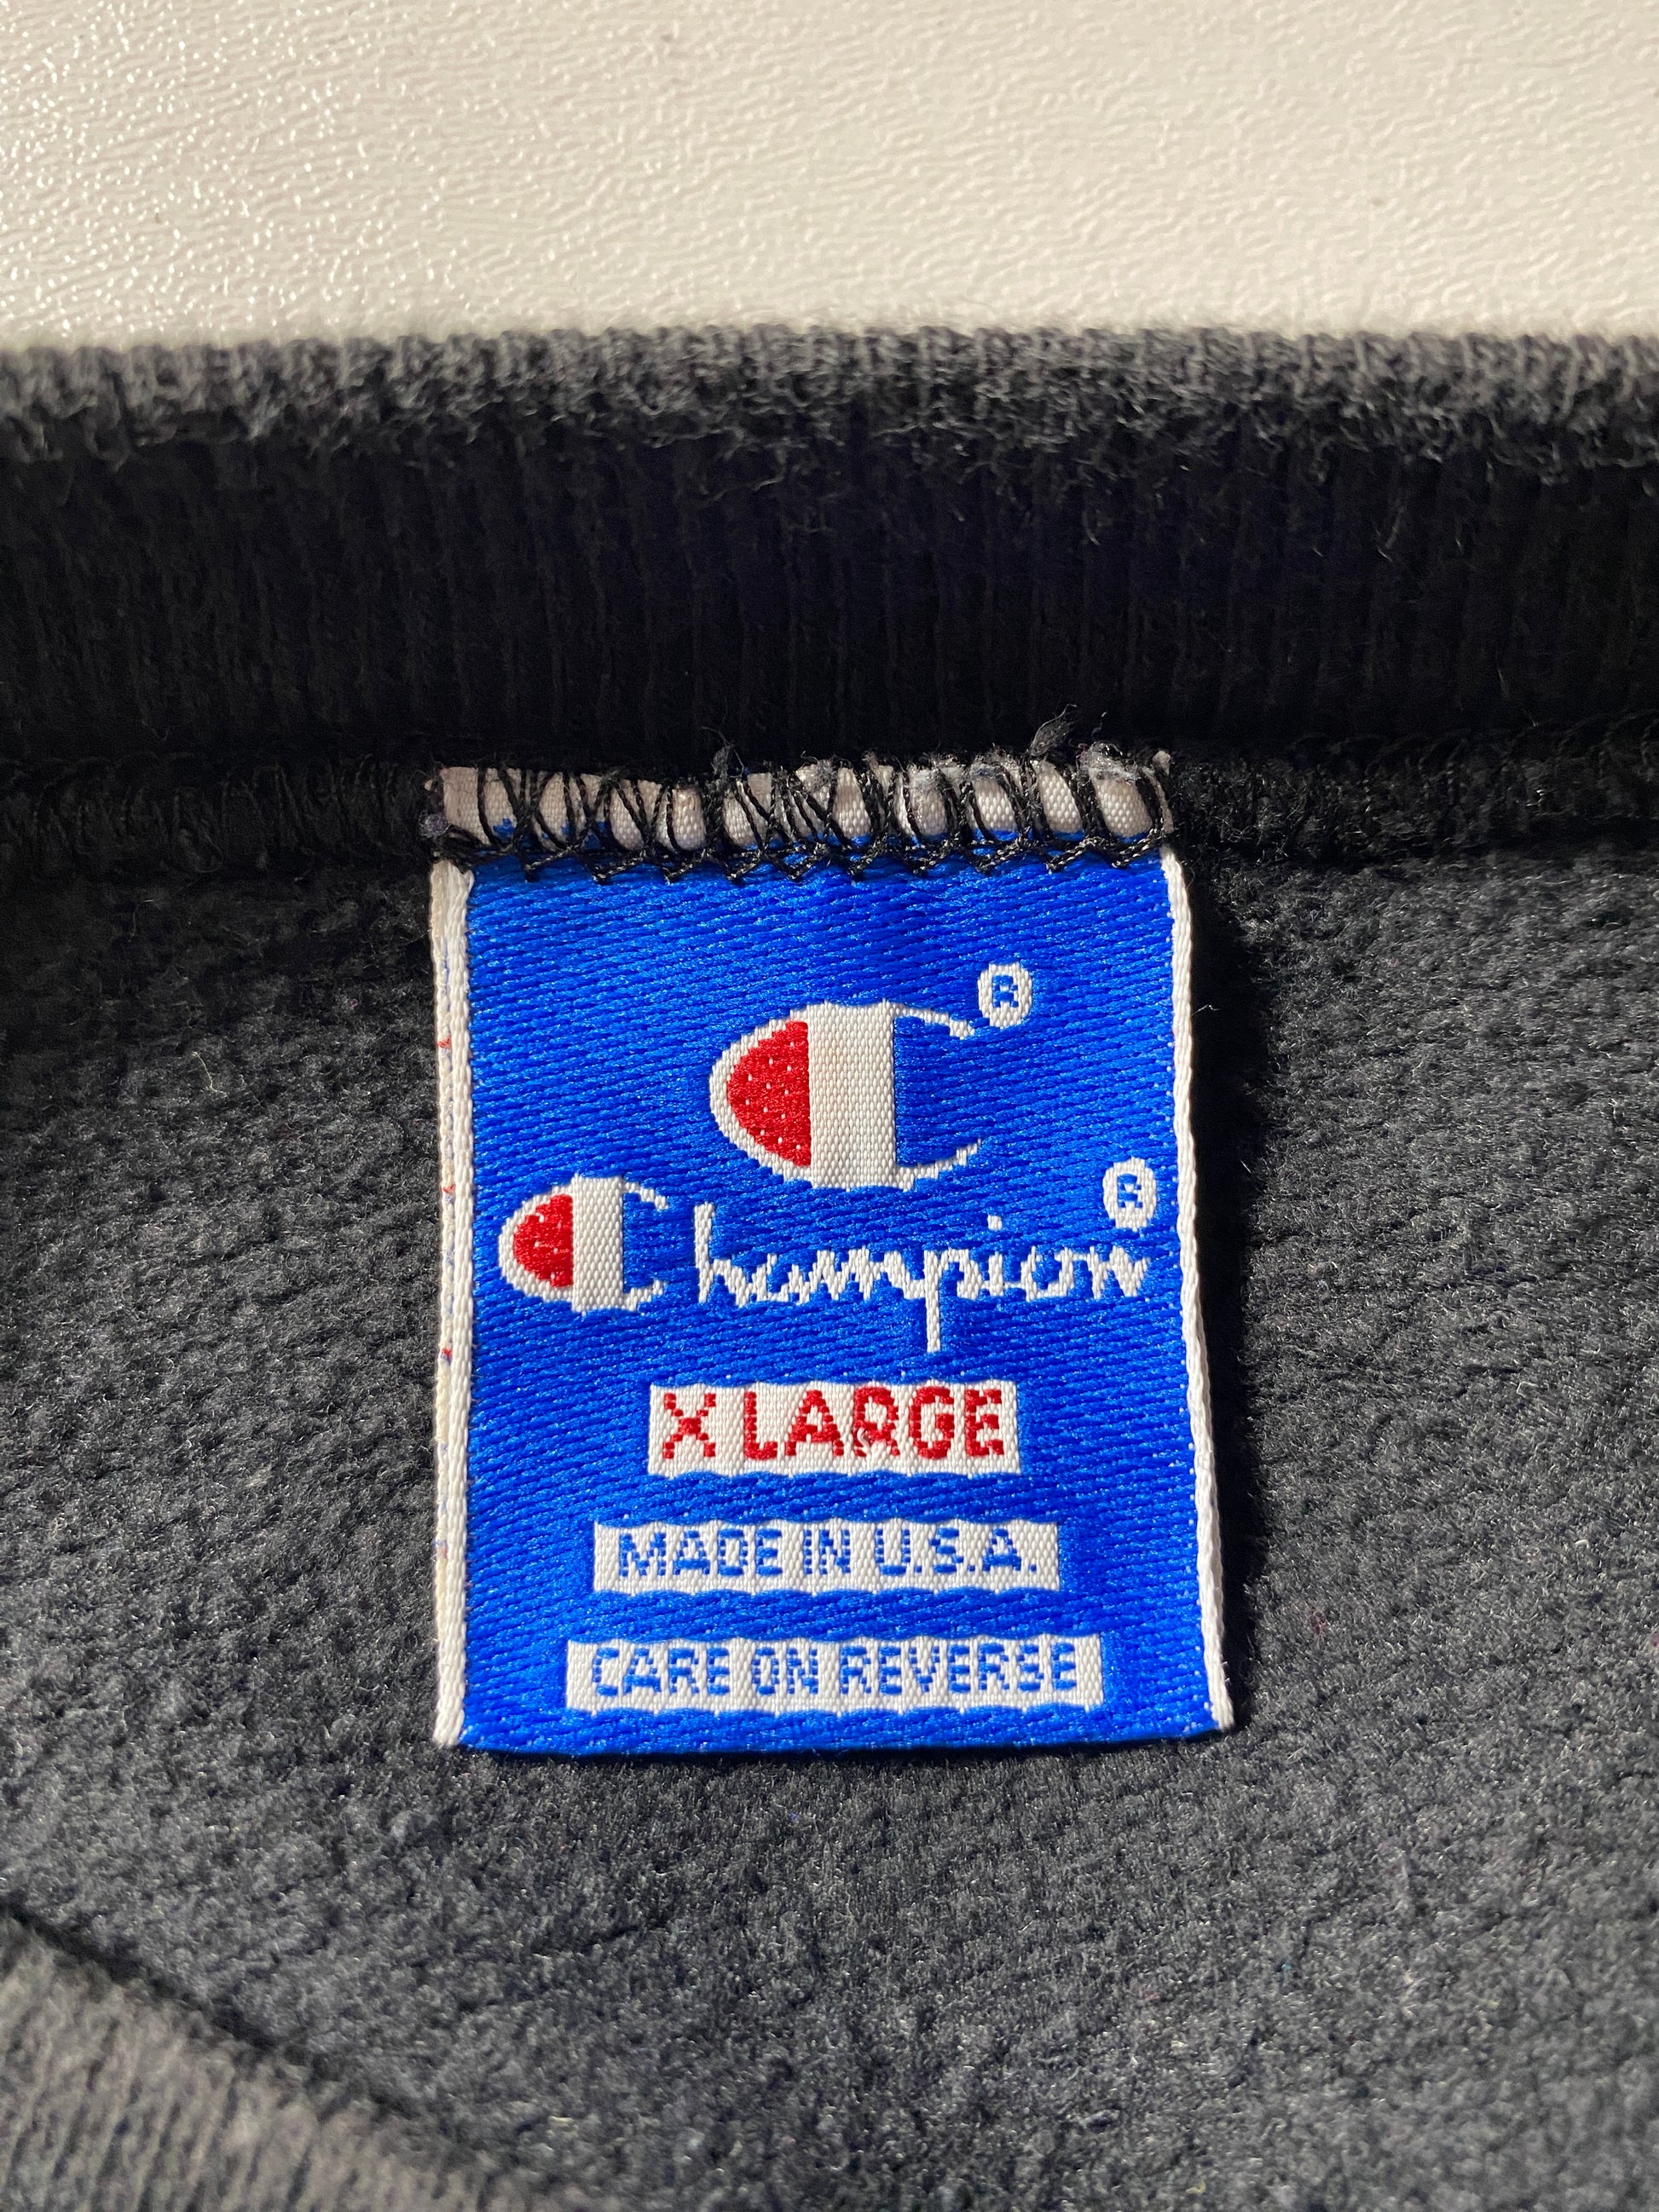 C®
Champion®
X LARGE
MADE IN U.S.A.
CARE ON REVERSE